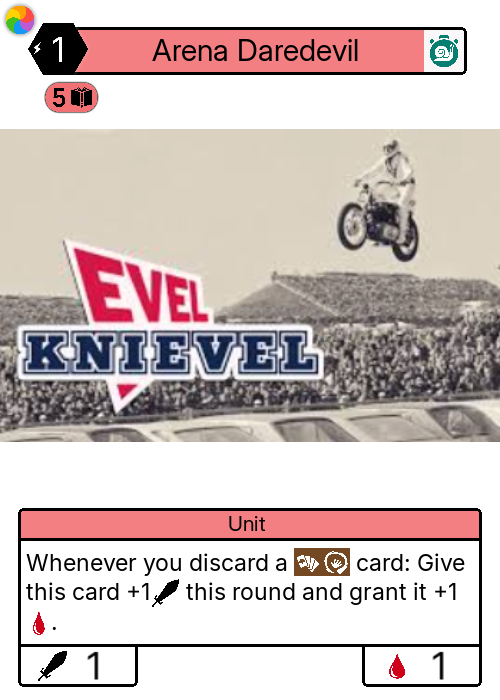 1
Arena Daredevil
5
EVEL
KNIEVEL
Unit
Whenever you discard a card: Give
this card +1 this round and grant it +1
.
1
1